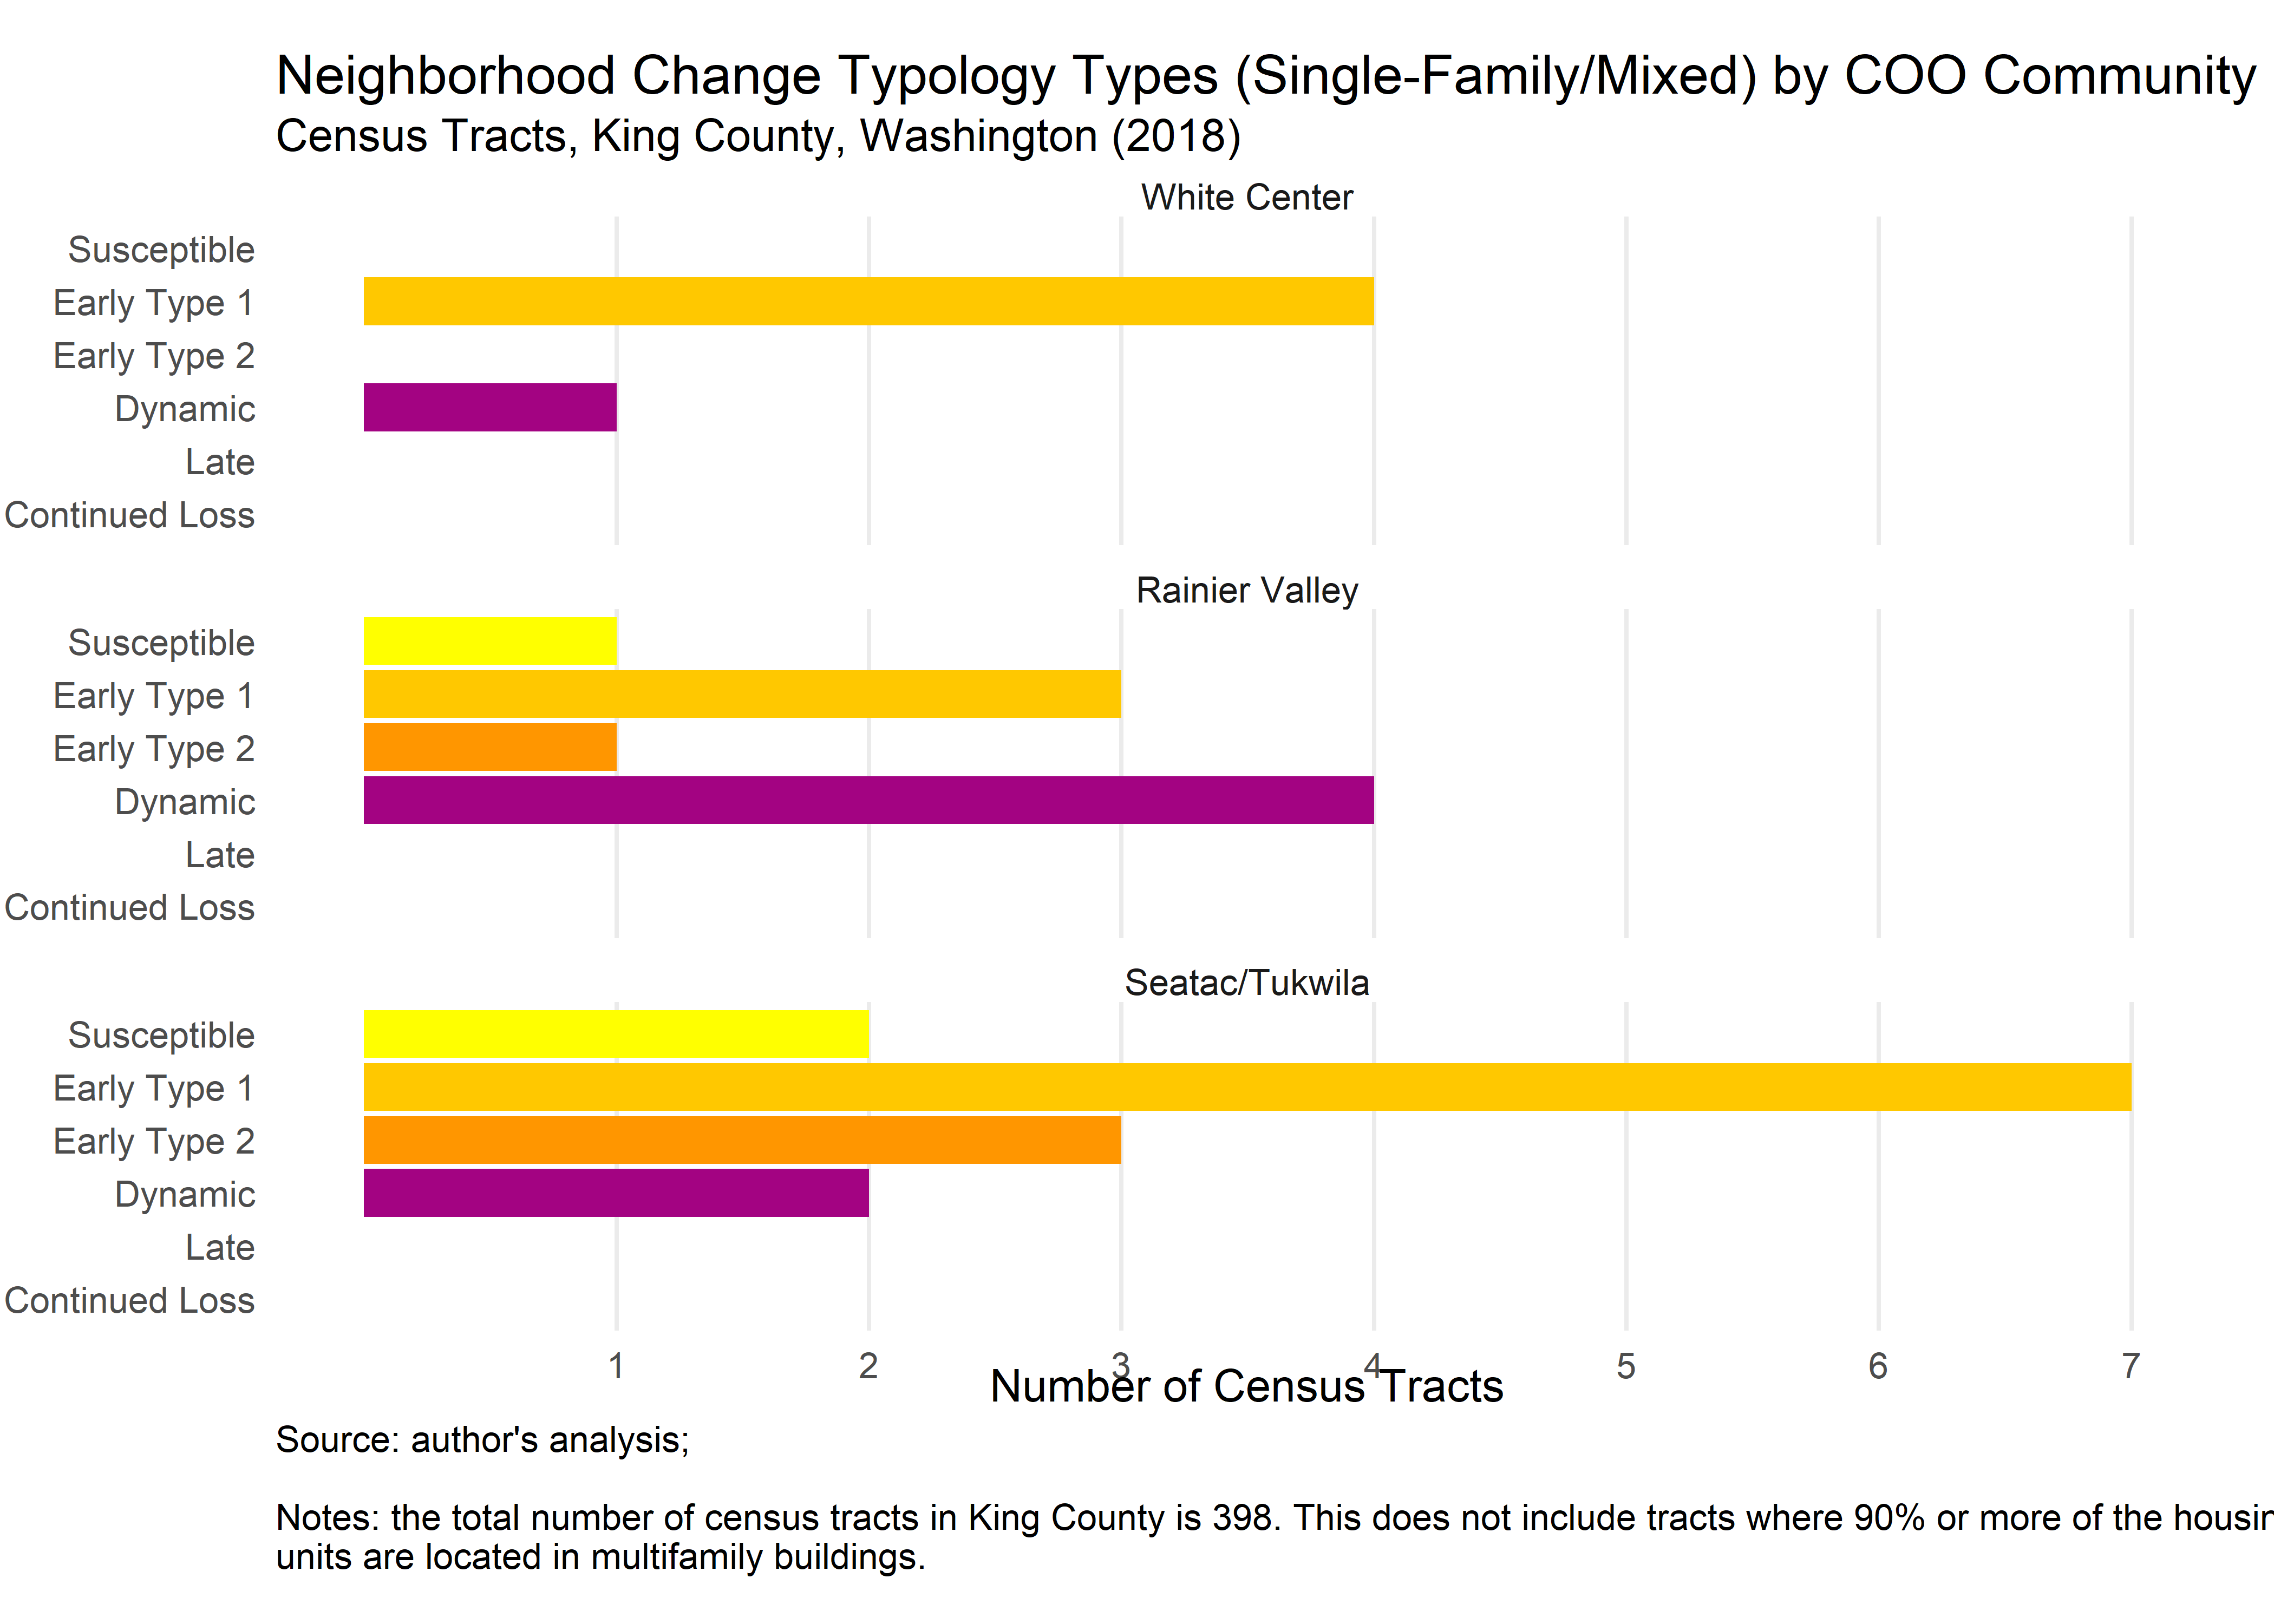 Neighborhood Change Typology Types (Single-Family/Mixed) by COO Community
Census Tracts, King County, Washington (2018)
White Center
Susceptible
Early Type 1
Early Type 2
Dynamic
Late
Continued Loss
Rainier Valley
Susceptible
Early Type 1
Early Type 2
Dynamic
Late
Continued Loss
Seatac/Tukwila
Susceptible
Early Type 1
Early Type 2
Dynamic
Late
Continued Loss
1 2 3 4 5 6 7
Number of Census Tracts
Source: author's analysis;
Notes: the total number of census tracts in King County is 398. This does not include tracts where 90% or more of the housin
units are located in multifamily buildings.